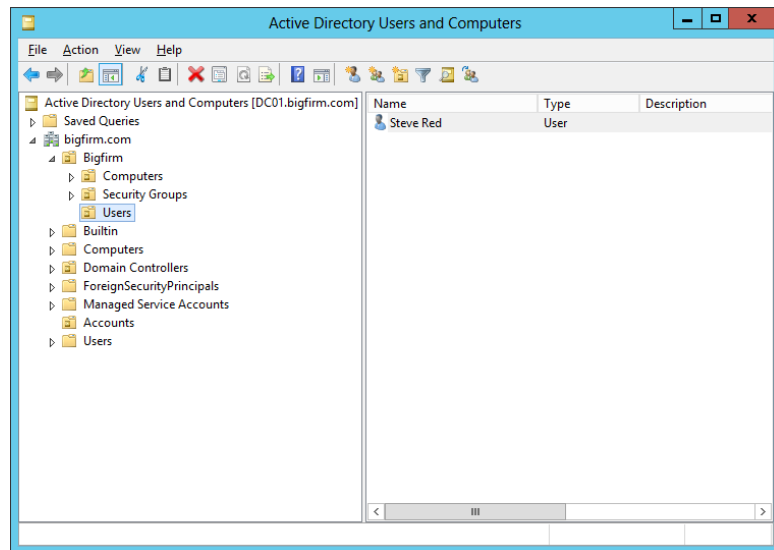 Active Directory Users and Computers
File Action View Help
Active Directory Users and Computers [DC01.bigfirm.com]
Saved Queries
bigfirm.com
Bigfirm
Computers
Security Groups
Users
Builtin
Computers
Domain Controllers
ForeignSecurityPrincipals
Managed Service Accounts
Accounts
Users
Name Type Description
Steve Red User